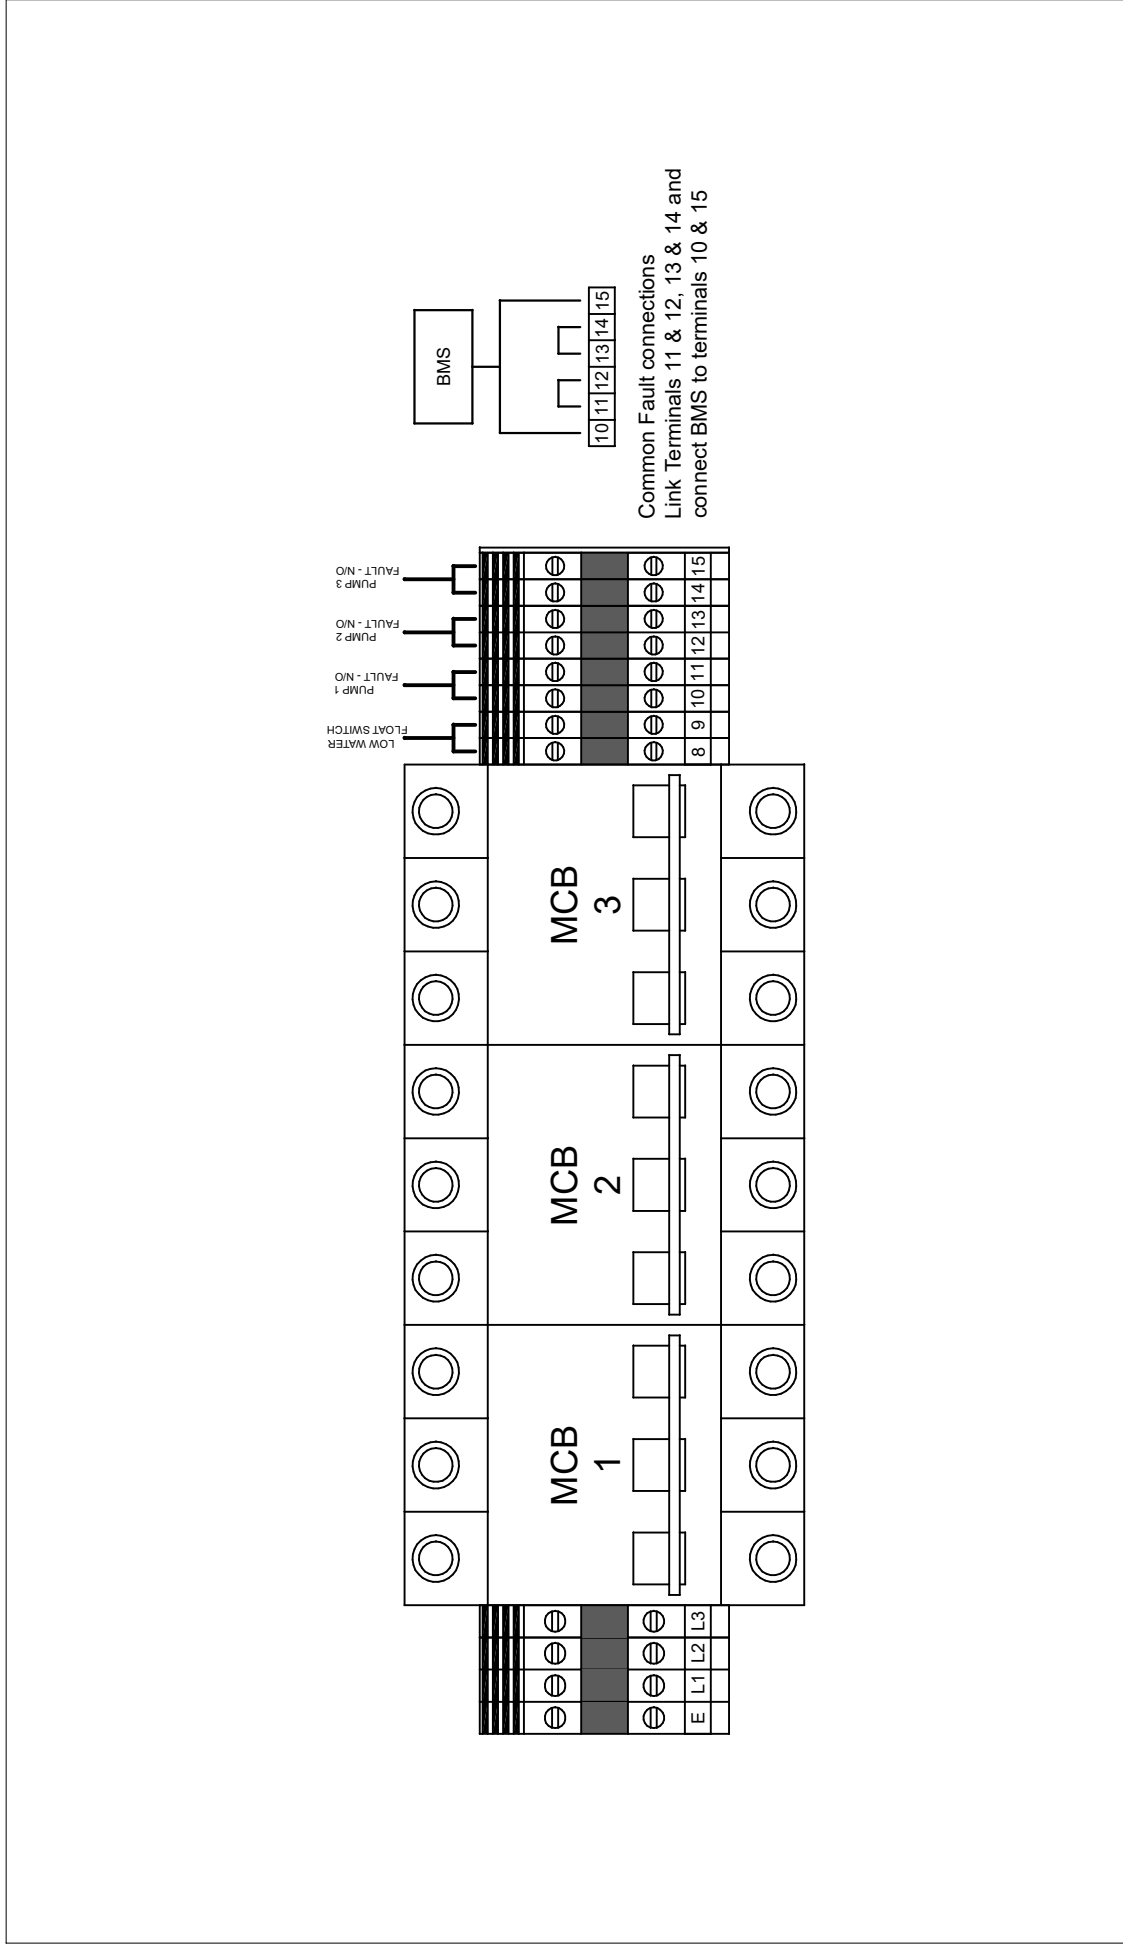 LOW WATER
FLOAT SWITCH
PUMP 1
FAULT - N/O
PUMP 2
FAULT - N/O
PUMP 3
FAULT - N/O
BMS
10 11 12 13 14 15
Common Fault connections
Link Terminals 11 & 12, 13 & 14 and
connect BMS to terminals 10 & 15
MCB
1
MCB
2
MCB
3
E L1 L2 L3
8 9 10 11 12 13 14 15